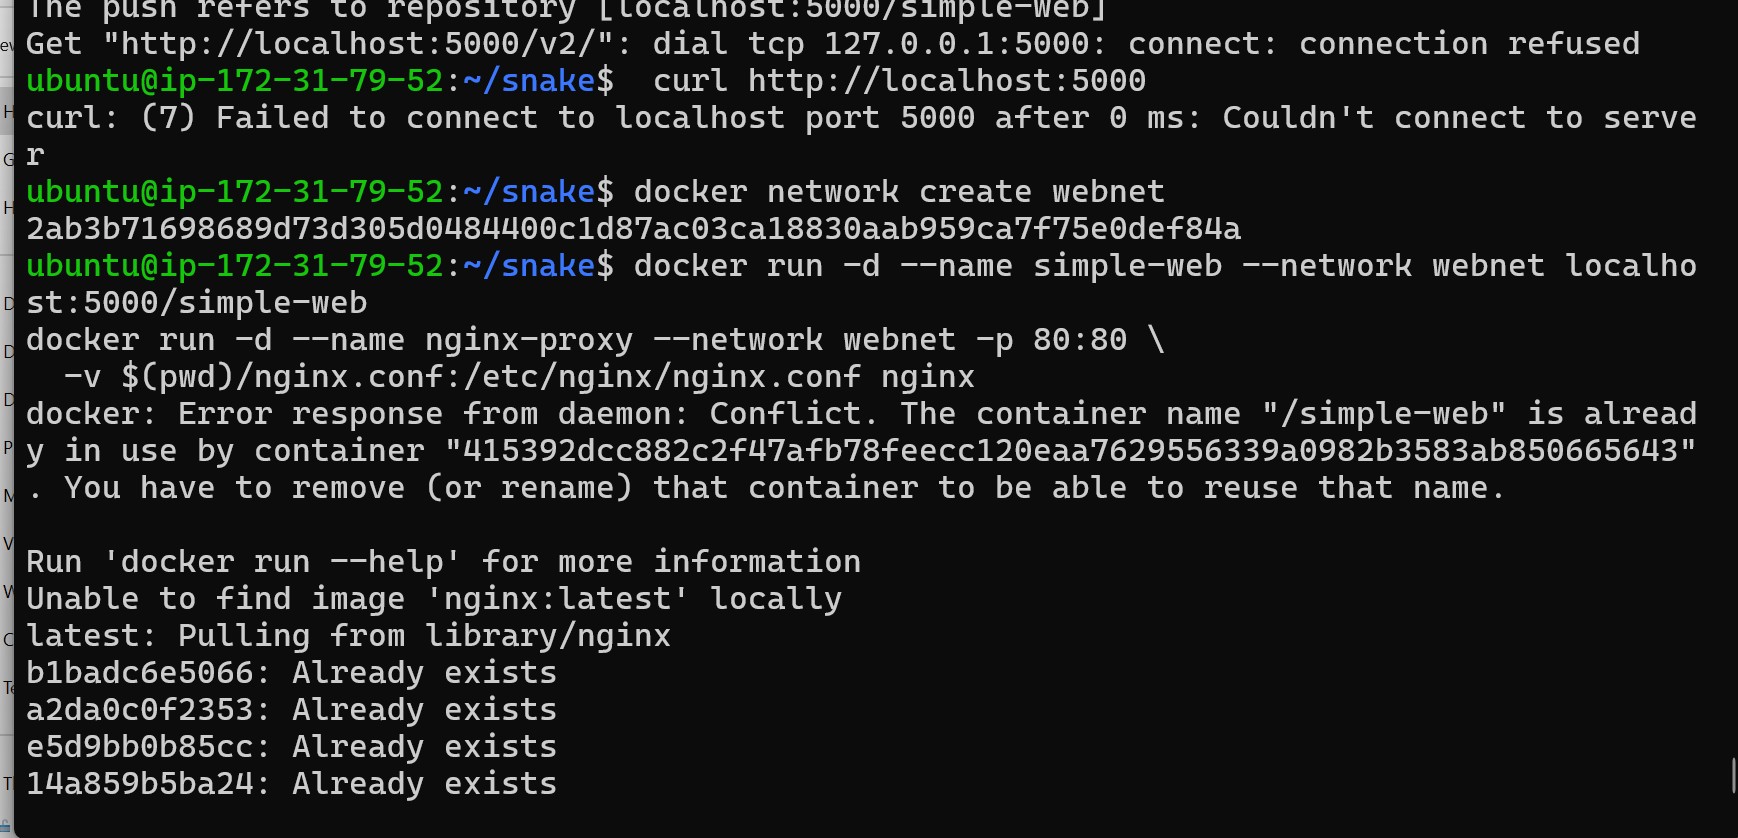 The push refers to repository [localhost:5000/simple-web]
Get "http://localhost:5000/v2/": dial tcp 127.0.0.1:5000: connect: connection refused
ubuntu@ip-172-31-79-52:~/snake$  curl http://localhost:5000
curl: (7) Failed to connect to localhost port 5000 after 0 ms: Couldn't connect to serve
r
ubuntu@ip-172-31-79-52:~/snake$ docker network create webnet
2ab3b71698689d73d305d0484400c1d87ac03ca18830aab959ca7f75e0def84a
ubuntu@ip-172-31-79-52:~/snake$ docker run -d --name simple-web --network webnet localho
st:5000/simple-web
docker run -d --name nginx-proxy --network webnet -p 80:80 \
  -v $(pwd)/nginx.conf:/etc/nginx/nginx.conf nginx
docker: Error response from daemon: Conflict. The container name "/simple-web" is alread
y in use by container "415392dcc882c2f47afb78feecc120eaa7629556339a0982b3583ab850665643"
. You have to remove (or rename) that container to be able to reuse that name.

Run 'docker run --help' for more information
Unable to find image 'nginx:latest' locally
latest: Pulling from library/nginx
b1badc6e5066: Already exists
a2da0c0f2353: Already exists
e5d9bb0b85cc: Already exists
14a859b5ba24: Already exists